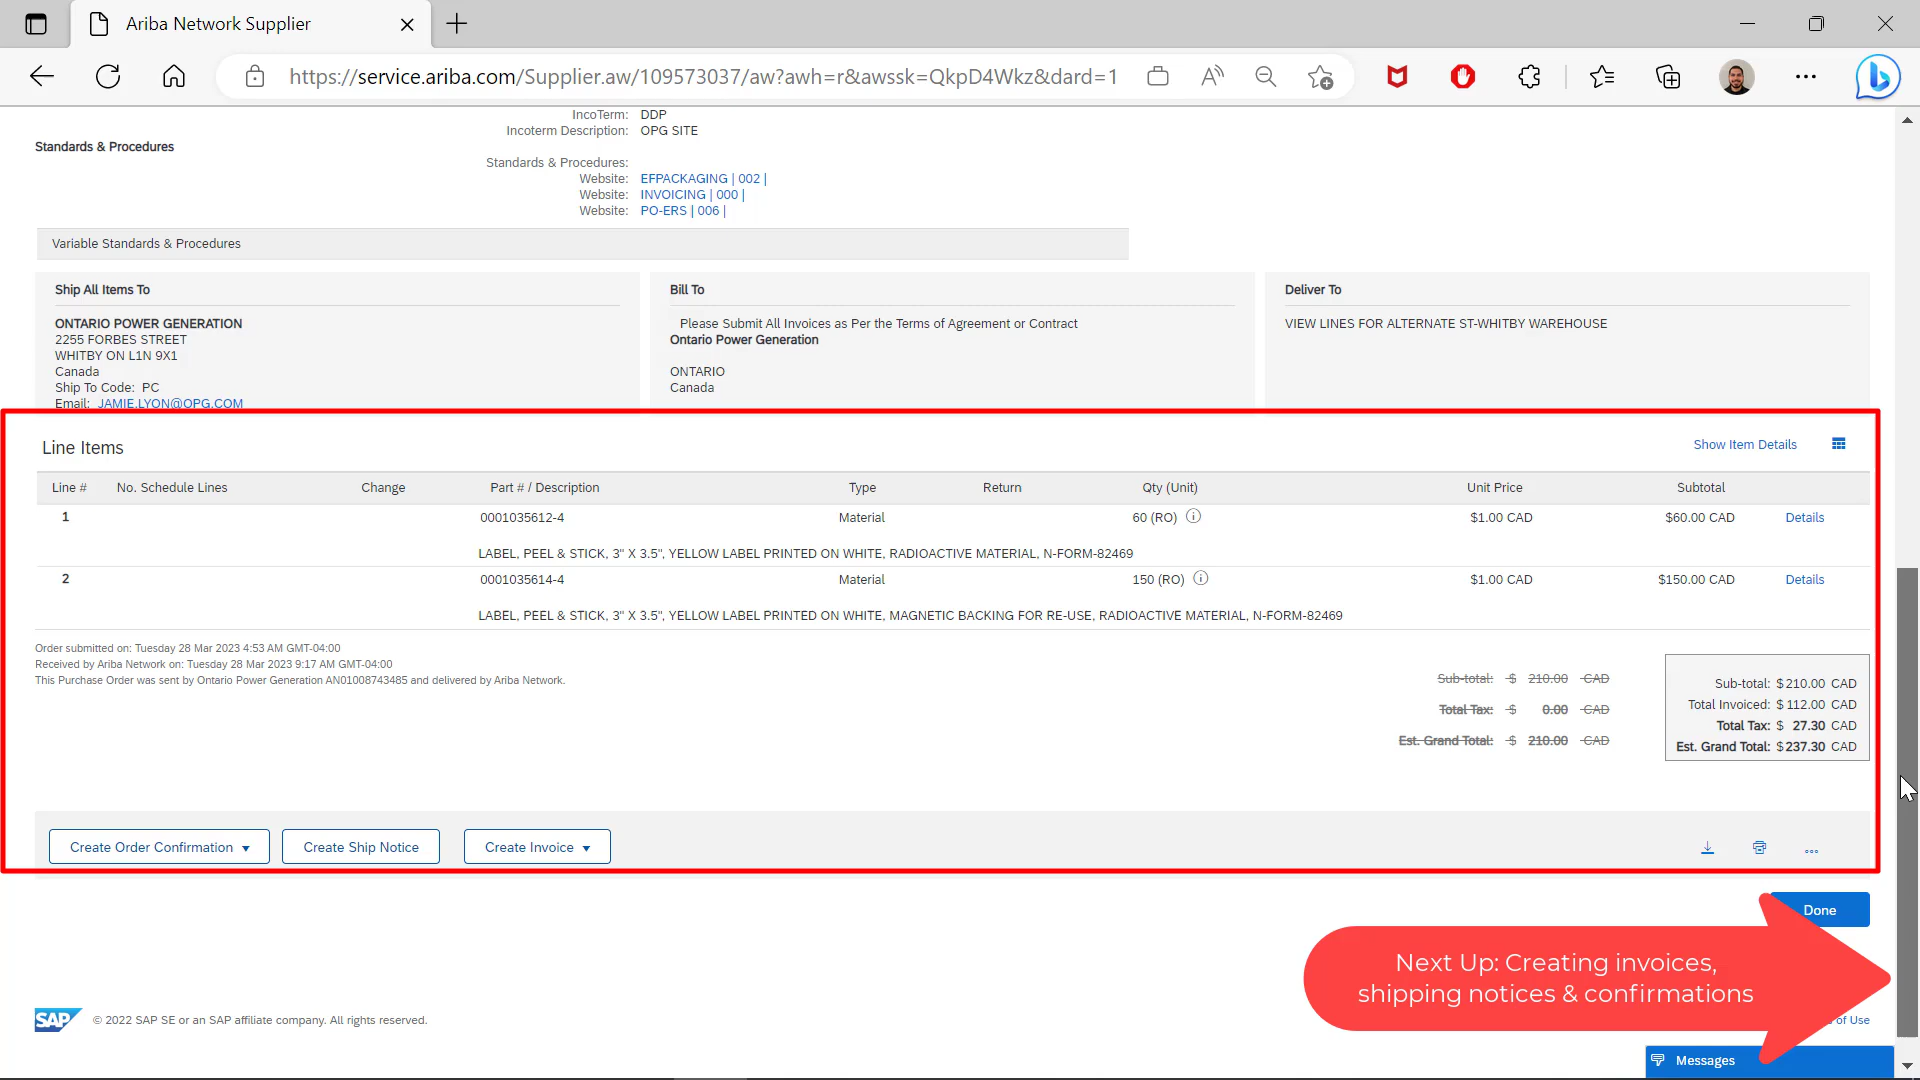 Ariba Network Supplier
https://service.ariba.com/Supplier.aw/109573037/aw?awh=r&awssk=QkpD4Wkz&dard=1
IncoTerm: DDP
Incoterm Description: OPG SITE
Standards & Procedures
Standards & Procedures:
Website: EFPACKAGING | 002 |
Website: INVOICING | 000 |
Website: PO-ERS | 006 |
Variable Standards & Procedures
Ship All Items To
ONTARIO POWER GENERATION
2255 FORBES STREET
WHITBY ON L1N 9X1
Canada
Ship To Code: PC
Email: JAMIE.LYON@OPG.COM
Bill To
Please Submit All Invoices as Per the Terms of Agreement or Contract
Ontario Power Generation
ONTARIO
Canada
Deliver To
VIEW LINES FOR ALTERNATE ST-WHITBY WAREHOUSE
Line Items
Show Item Details
Line # No. Schedule Lines Change Part # / Description Type Return Qty (Unit) Unit Price Subtotal
1 0001035612-4 Material 60 (RO) $1.00 CAD $60.00 CAD Details
LABEL, PEEL & STICK, 3" X 3.5", YELLOW LABEL PRINTED ON WHITE, RADIOACTIVE MATERIAL, N-FORM-82469
2 0001035614-4 Material 150 (RO) $1.00 CAD $150.00 CAD Details
LABEL, PEEL & STICK, 3" X 3.5", YELLOW LABEL PRINTED ON WHITE, MAGNETIC BACKING FOR RE-USE, RADIOACTIVE MATERIAL, N-FORM-82469
Order submitted on: Tuesday 28 Mar 2023 4:53 AM GMT-04:00
Received by Ariba Network on: Tuesday 28 Mar 2023 9:17 AM GMT-04:00
This Purchase Order was sent by Ontario Power Generation AN01008743485 and delivered by Ariba Network.
Sub-total: $ 210.00 CAD
Total Tax: $ 0.00 CAD
Est. Grand Total: $ 210.00 CAD
Sub-total: $ 210.00 CAD
Total Invoiced: $ 112.00 CAD
Total Tax: $ 27.30 CAD
Est. Grand Total: $ 237.30 CAD
Create Order Confirmation
Create Ship Notice
Create Invoice
Done
Next Up: Creating invoices,
shipping notices & confirmations
SAP
© 2022 SAP SE or an SAP affiliate company. All rights reserved.
of Use
Messages